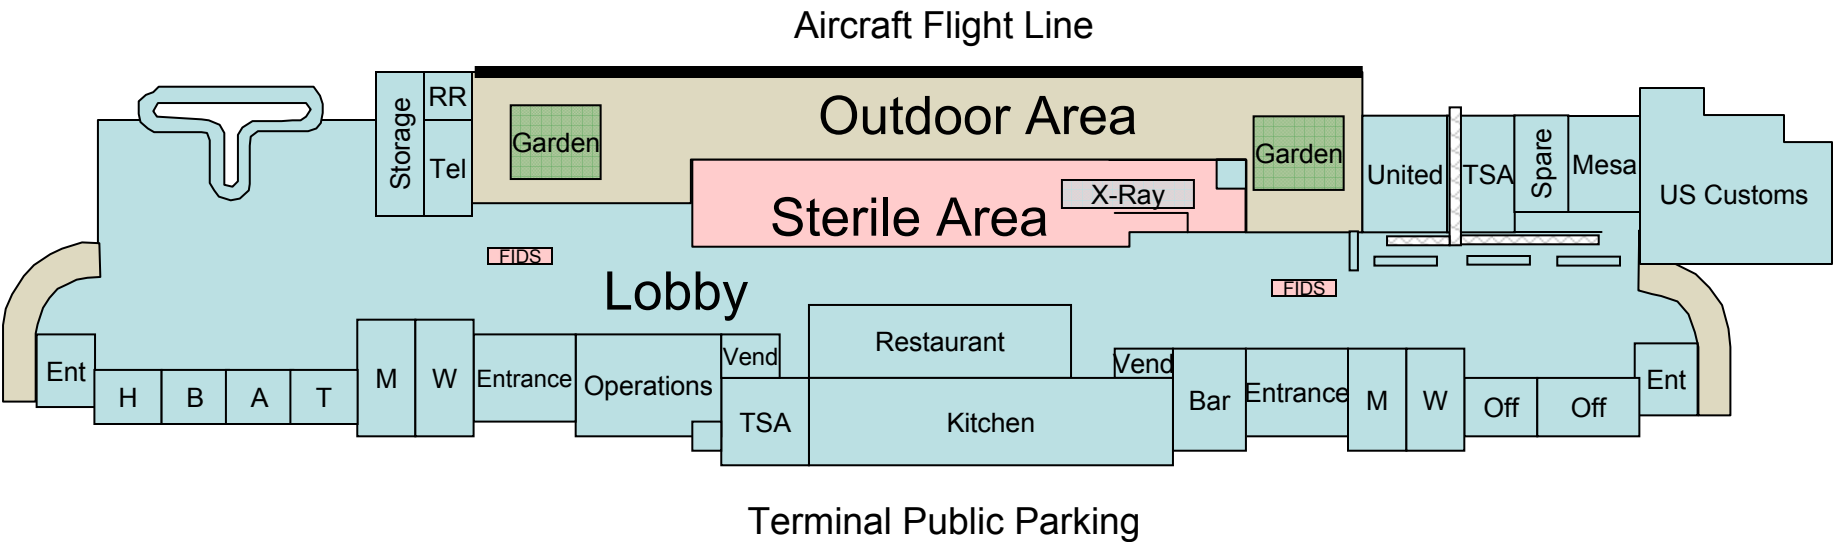 Aircraft Flight Line
Storage
RR
Tel
Garden
Outdoor Area
Garden
Sterile Area
X-Ray
United
TSA
Spare
Mesa
US Customs
FIDS
Lobby
FIDS
Ent
H
B
A
T
M
W
Entrance
Operations
Vend
TSA
Restaurant
Kitchen
Vend
Bar
Entrance
M
W
Off
Off
Ent
Terminal Public Parking